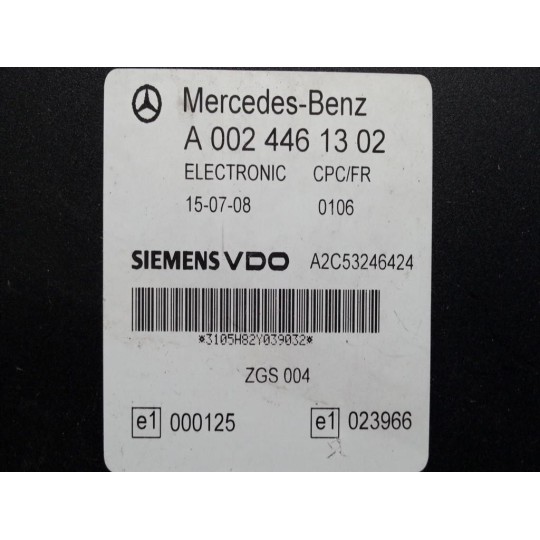 Mercedes-Benz
A 002 446 13 02
ELECTRONIC CPC/FR
15-07-08 0106
SIEMENS VDO A2C53246424
*3105H82Y039032*
ZGS 004
e1 000125 e1 023966